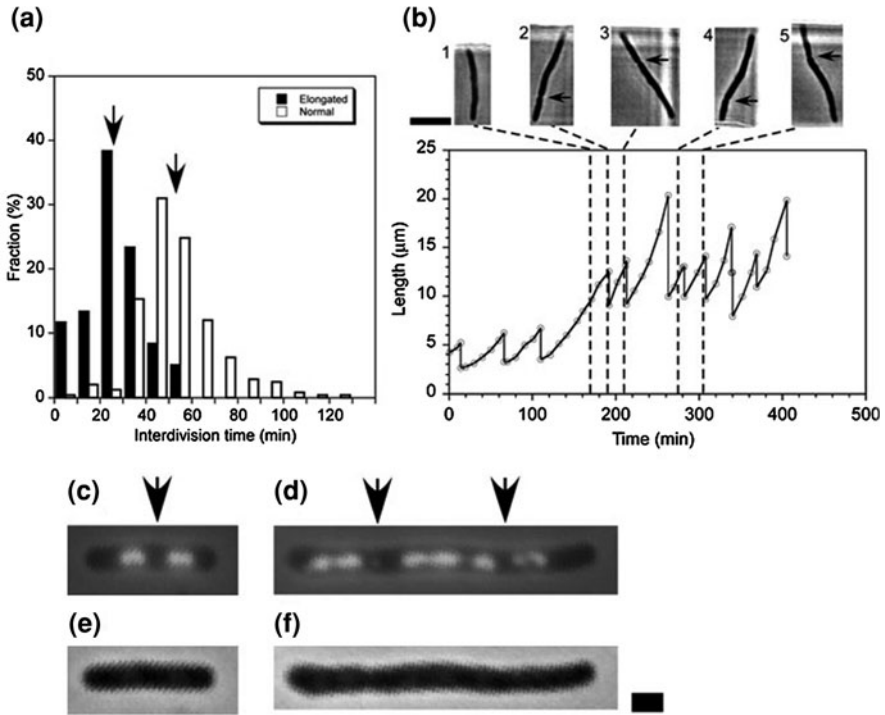 (a)
50
40
30
20
10
0
Fraction (%)
Elongated
Normal
0 20 40 60 80 100 120
Interdivision time (min)
(b)
1
2
3
4
5
25
20
15
10
5
0
Length (µm)
0 100 200 300 400 500
Time (min)
(c)
(d)
(e)
(f)